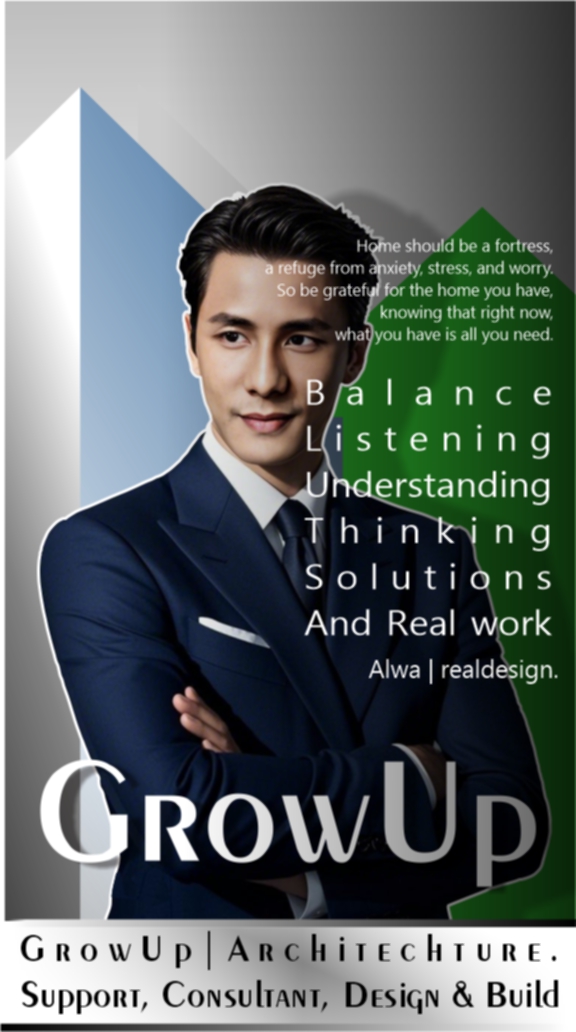 Home should be a fortress,
a refuge from anxiety, stress, and worry.
So be grateful for the home you have,
knowing that right now,
what you have is all you need.
Balance
Listening
Understanding
Thinking
Solutions
And Real work
Alwa | realdesign.
GrowUp
GrowUp | Architechture.
Support, Consultant, Design & Build